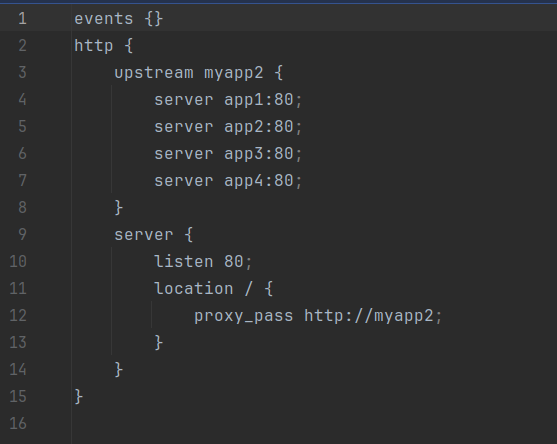 1 events {}
2 http {
3     upstream myapp2 {
4         server app1:80;
5         server app2:80;
6         server app3:80;
7         server app4:80;
8     }
9     server {
10         listen 80;
11         location / {
12             proxy_pass http://myapp2;
13         }
14     }
15 }
16